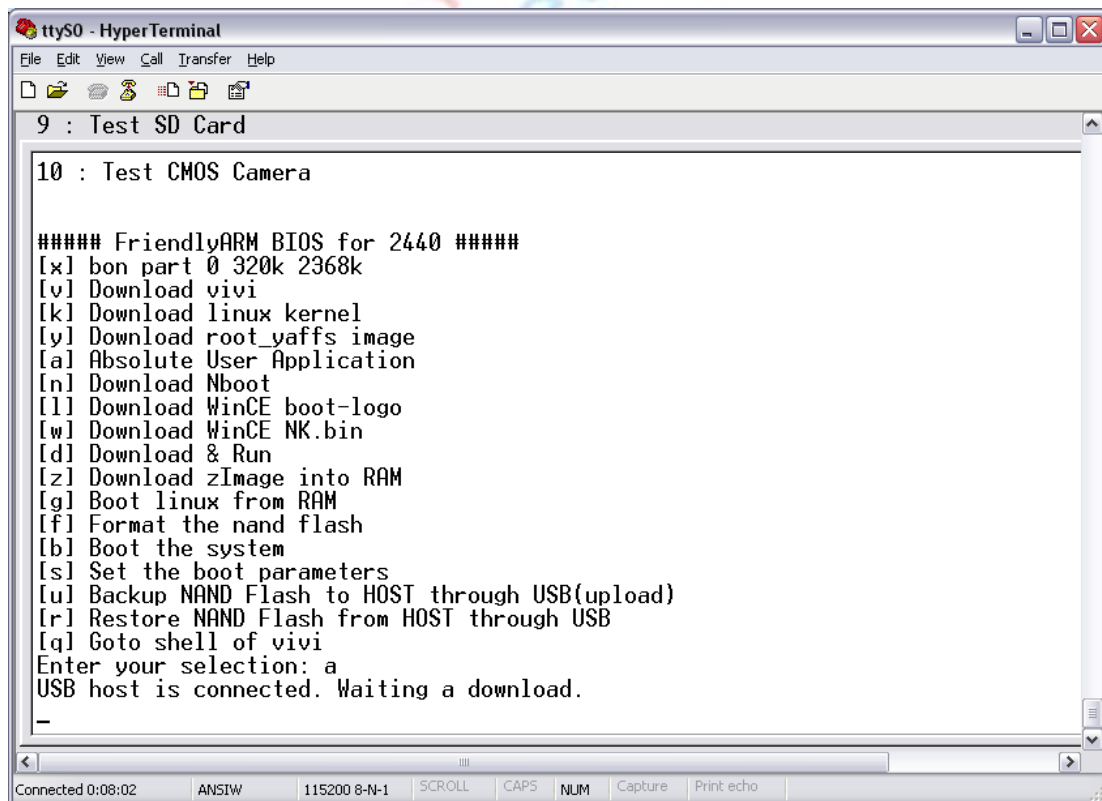 ttyS0 - HyperTerminal
File Edit View Call Transfer Help
9 : Test SD Card
10 : Test CMOS Camera
##### FriendlyARM BIOS for 2440 #####
[x] bon part 0 320k 2368k
[v] Download vivi
[k] Download linux kernel
[y] Download root_yaffs image
[a] Absolute User Application
[n] Download Nboot
[l] Download WinCE boot-logo
[w] Download WinCE NK.bin
[d] Download & Run
[z] Download zImage into RAM
[g] Boot linux from RAM
[f] Format the nand flash
[b] Boot the system
[s] Set the boot parameters
[u] Backup NAND Flash to HOST through USB(upload)
[r] Restore NAND Flash from HOST through USB
[q] Goto shell of vivi
Enter your selection: a
USB host is connected. Waiting a download.
Connected 0:08:02 ANSIW 115200 8-N-1 SCROLL CAPS NUM Capture Print echo